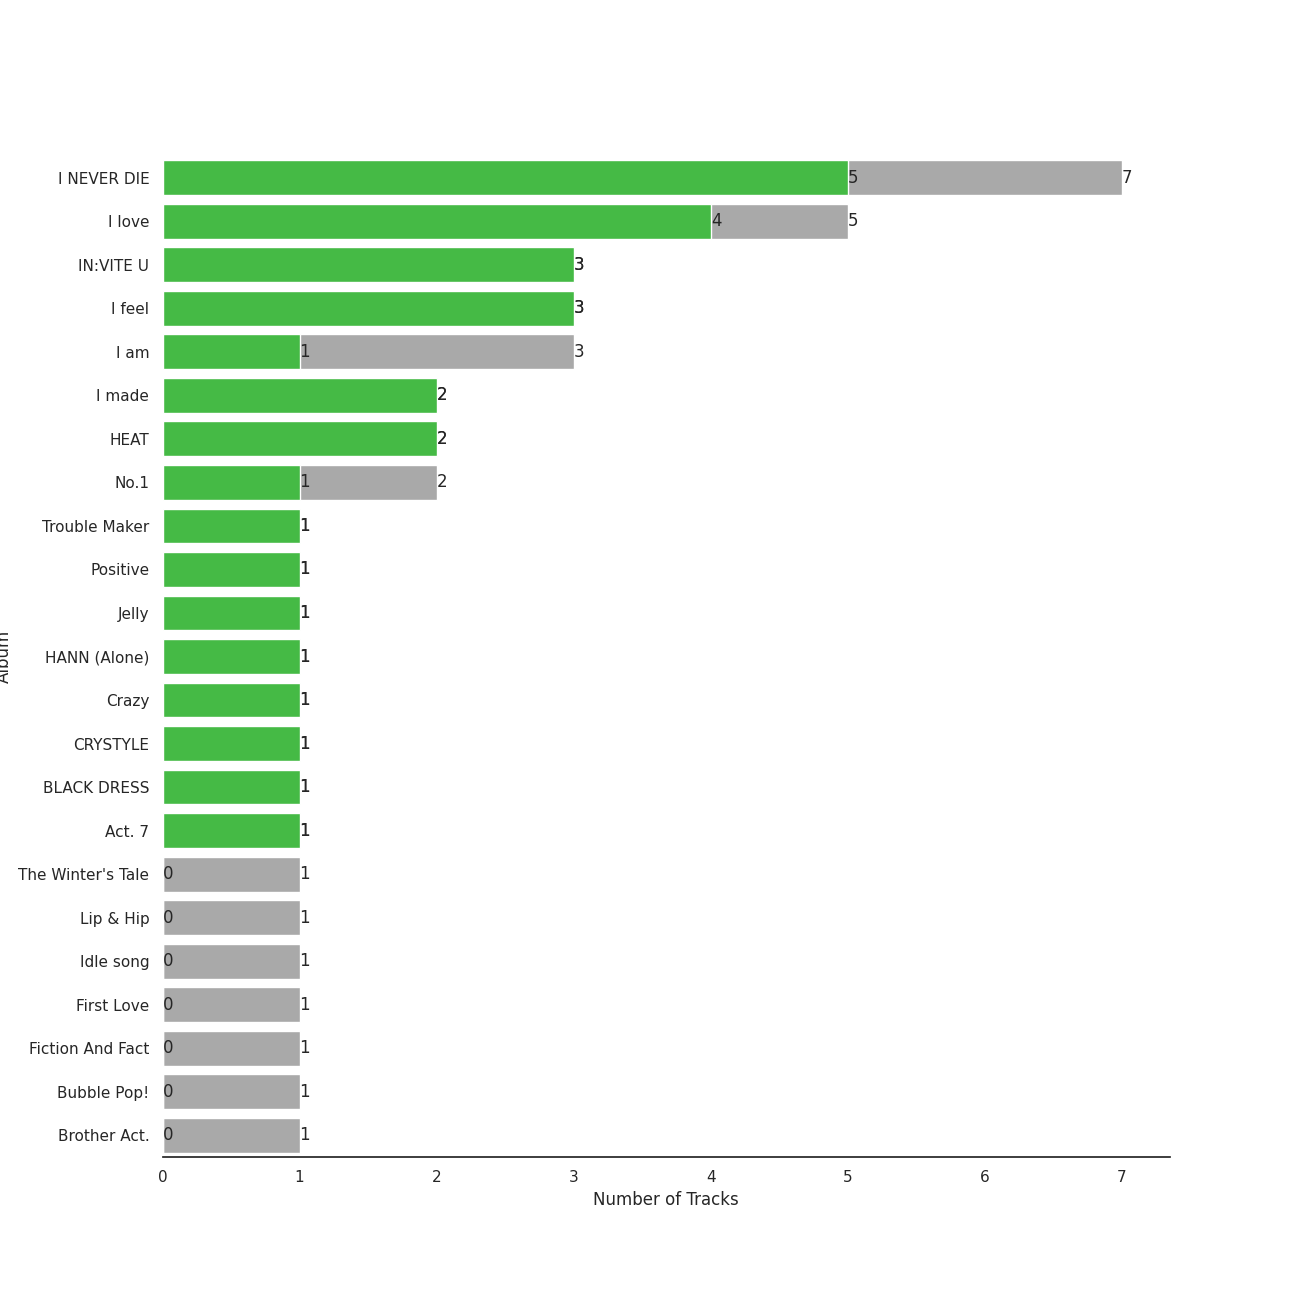 I NEVER DIE 5 7
I love 4 5
IN:VITE U 3
I feel 3
I am 1 3
I made 2
HEAT 2
No.1 1 2
Trouble Maker 1
Positive 1
Jelly 1
HANN (Alone) 1
Crazy 1
CRYSTYLE 1
BLACK DRESS 1
Act. 7 1
The Winter's Tale 0 1
Lip & Hip 0 1
Idle song 0 1
First Love 0 1
Fiction And Fact 0 1
Bubble Pop! 0 1
Brother Act. 0 1
0 1 2 3 4 5 6 7
Number of Tracks
Album